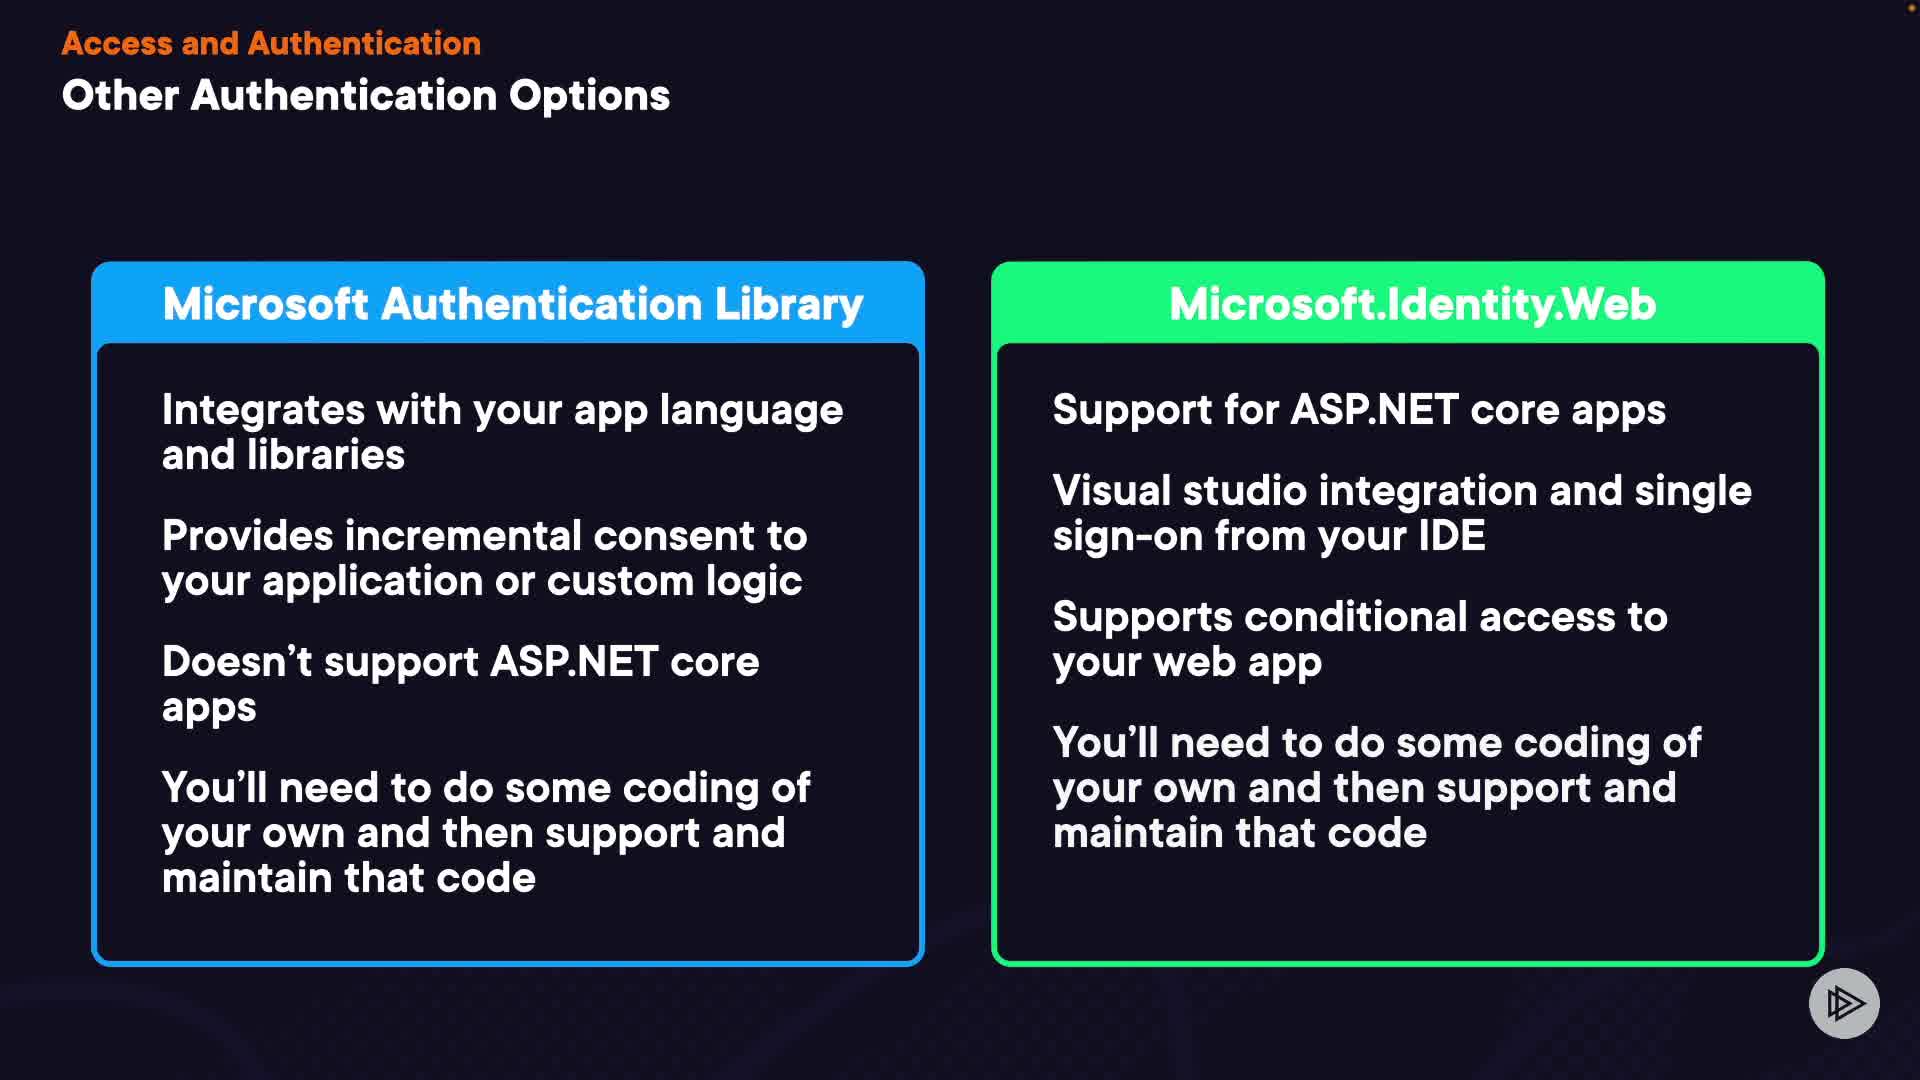 Access and Authentication
Other Authentication Options
Microsoft Authentication Library
Integrates with your app language
and libraries
Provides incremental consent to
your application or custom logic
Doesn’t support ASP.NET core
apps
You’ll need to do some coding of
your own and then support and
maintain that code
Microsoft.Identity.Web
Support for ASP.NET core apps
Visual studio integration and single
sign-on from your IDE
Supports conditional access to
your web app
You’ll need to do some coding of
your own and then support and
maintain that code